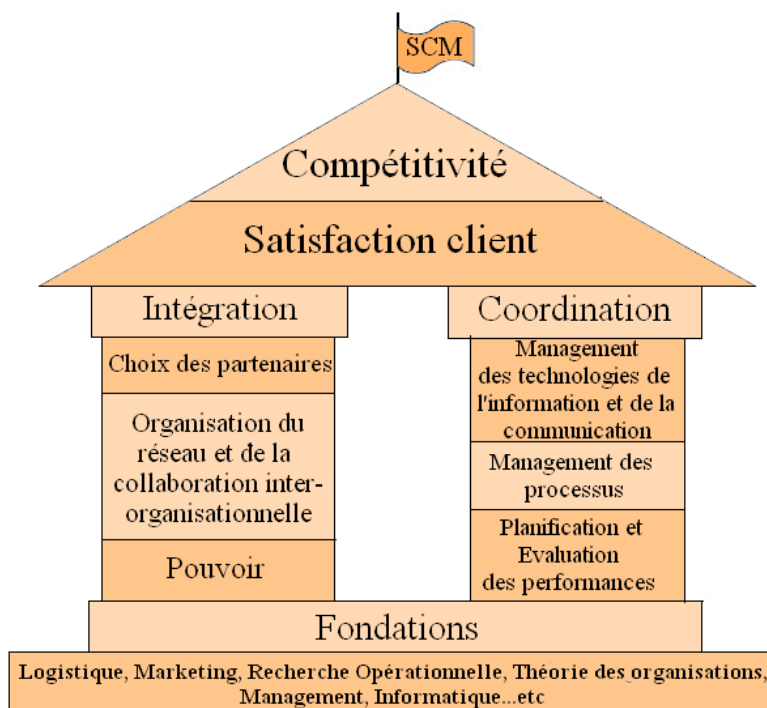 SCM
Compétitivité
Satisfaction client
Intégration
Choix des partenaires
Organisation du
réseau et de la
collaboration inter-
organisationnelle
Pouvoir
Coordination
Management
des technologies de
l'information et de la
communication
Management des
processus
Planification et
Evaluation
des performances
Fondations
Logistique, Marketing, Recherche Opérationnelle, Théorie des organisations,
Management, Informatique...etc